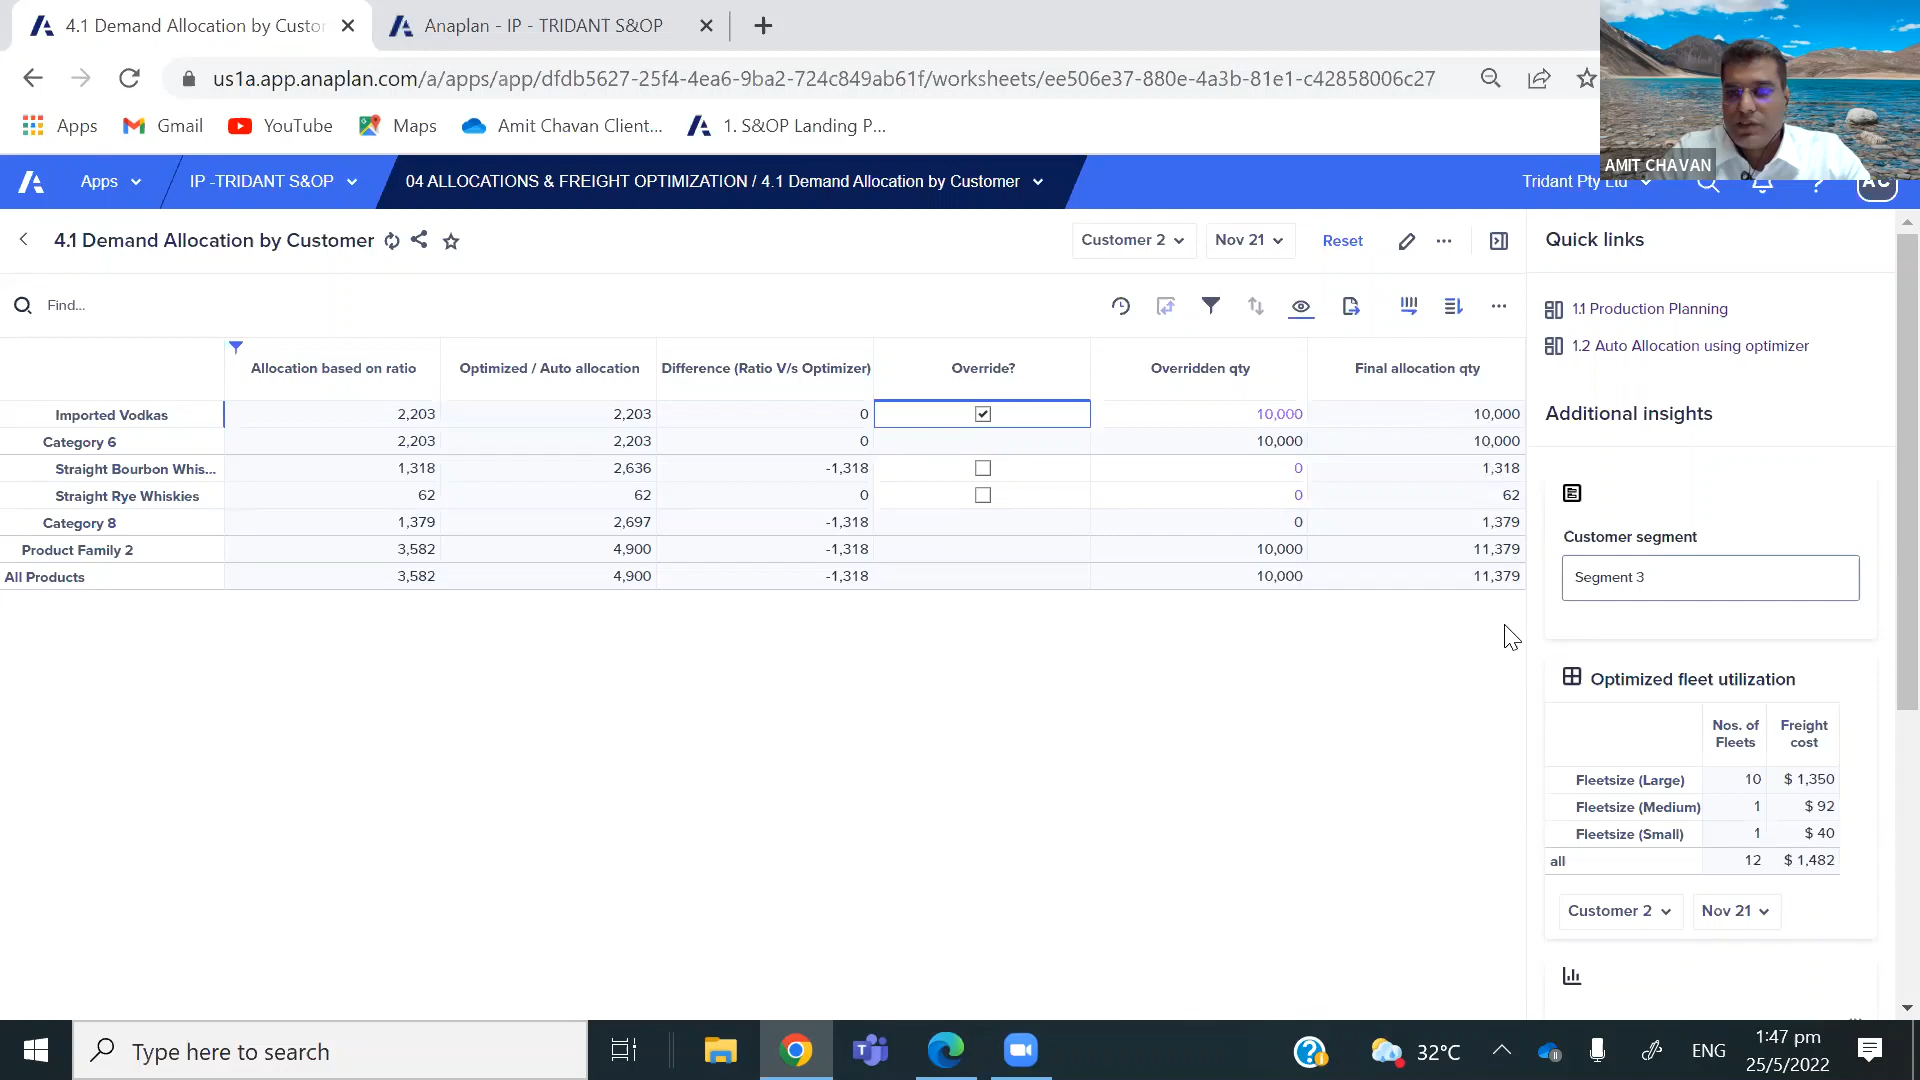 4.1 Demand Allocation by Custo
Anaplan - IP - TRIDANT S&OP
us1a.app.anaplan.com/a/apps/app/dfdb5627-25f4-4ea6-9ba2-724c849ab61f/worksheets/ee506e37-880e-4a3b-81e1-c42858006c27
Apps
Gmail
YouTube
Maps
Amit Chavan Client...
1. S&OP Landing P...
AMIT CHAVAN
Apps
IP -TRIDANT S&OP
04 ALLOCATIONS & FREIGHT OPTIMIZATION / 4.1 Demand Allocation by Customer
Tridant Pty Ltd
AC
4.1 Demand Allocation by Customer
Customer 2
Nov 21
Reset
Find...
Allocation based on ratio Optimized / Auto allocation Difference (Ratio V/s Optimizer) Override? Overridden qty Final allocation qty
Imported Vodkas 2,203 2,203 0 10,000 10,000
Category 6 2,203 2,203 0 10,000 10,000
Straight Bourbon Whis... 1,318 2,636 -1,318 0 1,318
Straight Rye Whiskies 62 62 0 0 62
Category 8 1,379 2,697 -1,318 0 1,379
Product Family 2 3,582 4,900 -1,318 10,000 11,379
All Products 3,582 4,900 -1,318 10,000 11,379
Quick links
1.1 Production Planning
1.2 Auto Allocation using optimizer
Additional insights
Customer segment
Segment 3
Optimized fleet utilization
Nos. of Fleets Freight cost
Fleetsize (Large) 10 $ 1,350
Fleetsize (Medium) 1 $ 92
Fleetsize (Small) 1 $ 40
all 12 $ 1,482
Customer 2
Nov 21
Type here to search
32°C
ENG
1:47 pm
25/5/2022